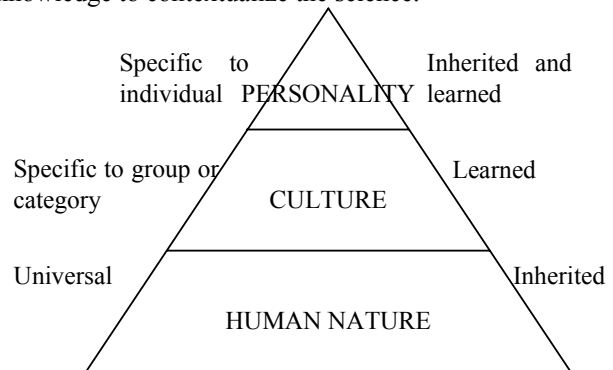 knowledge to contextualize the science.
Specific to
individual
PERSONALITY
Inherited and
learned
Specific to group or
category
CULTURE
Learned
Universal
Inherited
HUMAN NATURE